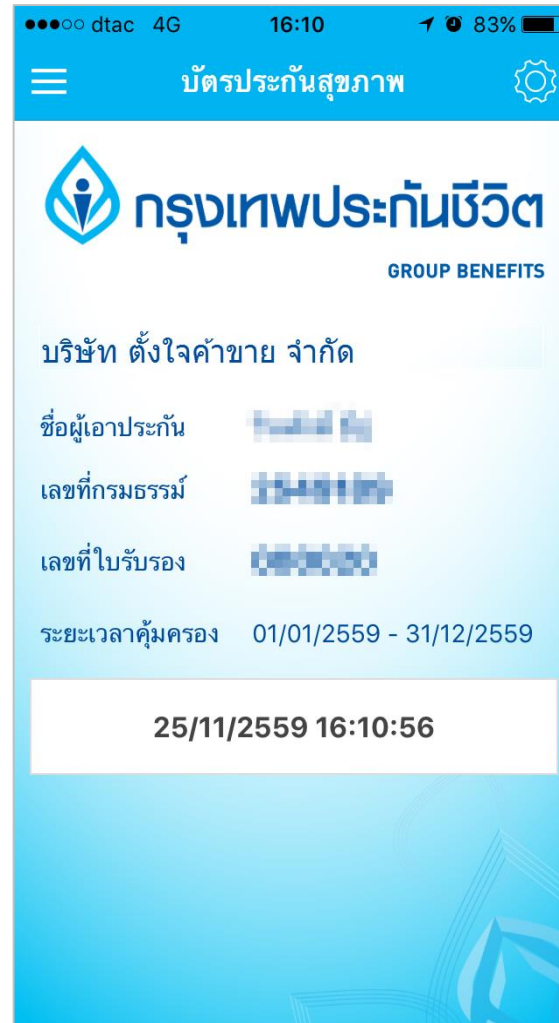 dtac 4G 16:10 83%
บัตรประกันสุขภาพ
กรุงเทพประกันชีวิต
GROUP BENEFITS
บริษัท ตั้งใจค้าขาย จำกัด
ชื่อผู้เอาประกัน
เลขที่กรมธรรม์
เลขที่ใบรับรอง
ระยะเวลาคุ้มครอง 01/01/2559 - 31/12/2559
25/11/2559 16:10:56